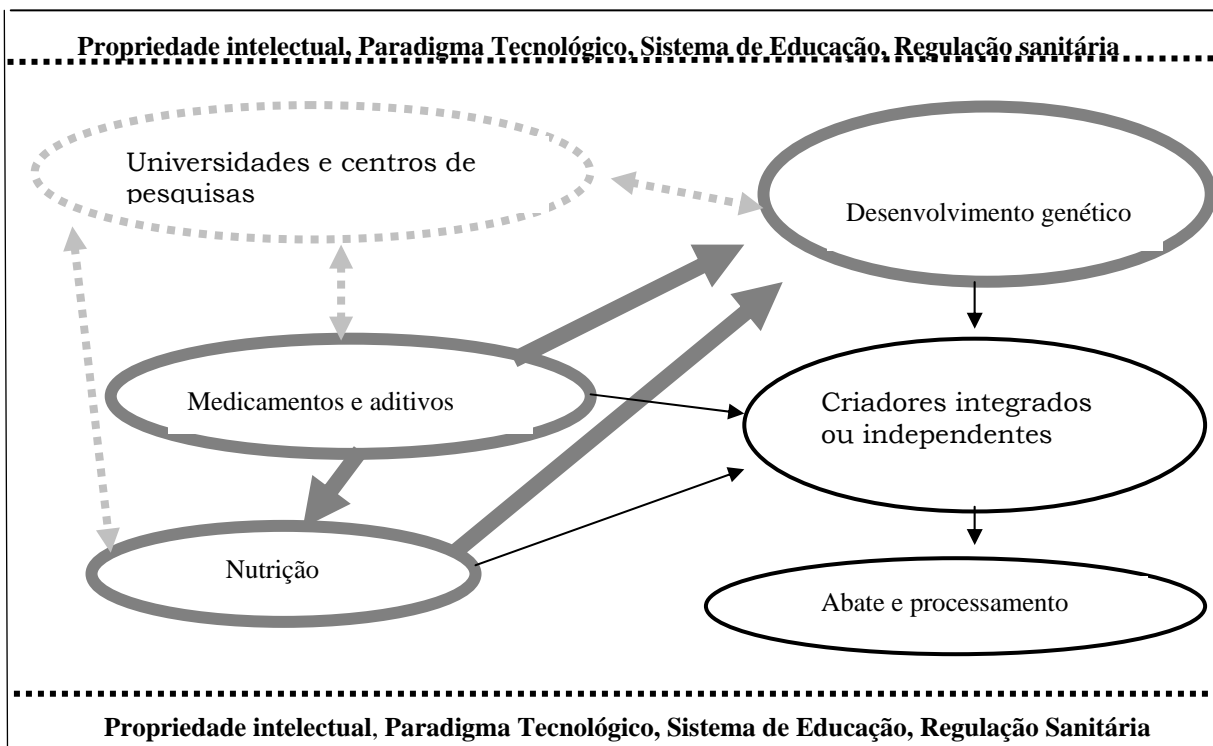 Propriedade intelectual, Paradigma Tecnológico, Sistema de Educação, Regulação sanitária
Universidades e centros de
pesquisas
Desenvolvimento genético
Medicamentos e aditivos
Criadores integrados
ou independentes
Nutrição
Abate e processamento
Propriedade intelectual, Paradigma Tecnológico, Sistema de Educação, Regulação Sanitária